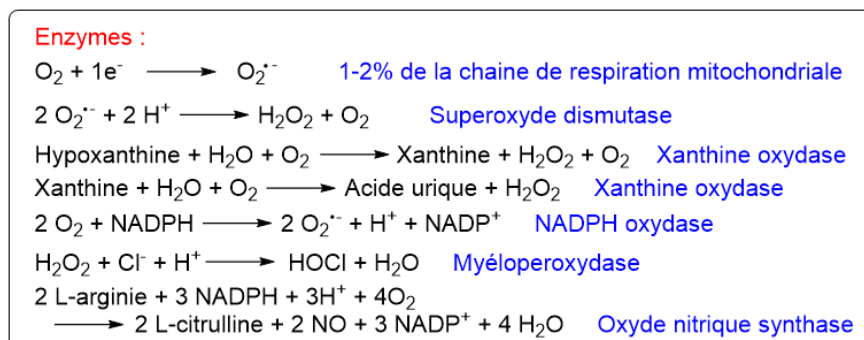 Enzymes :
O₂ + 1e⁻ ⟶ O₂•⁻ 1-2% de la chaine de respiration mitochondriale
2 O₂•⁻ + 2 H⁺ ⟶ H₂O₂ + O₂ Superoxyde dismutase
Hypoxanthine + H₂O + O₂ ⟶ Xanthine + H₂O₂ + O₂ Xanthine oxydase
Xanthine + H₂O + O₂ ⟶ Acide urique + H₂O₂ Xanthine oxydase
2 O₂ + NADPH ⟶ 2 O₂•⁻ + H⁺ + NADP⁺ NADPH oxydase
H₂O₂ + Cl⁻ + H⁺ ⟶ HOCl + H₂O Myéloperoxydase
2 L-arginie + 3 NADPH + 3H⁺ + 4O₂
⟶ 2 L-citrulline + 2 NO + 3 NADP⁺ + 4 H₂O Oxyde nitrique synthase